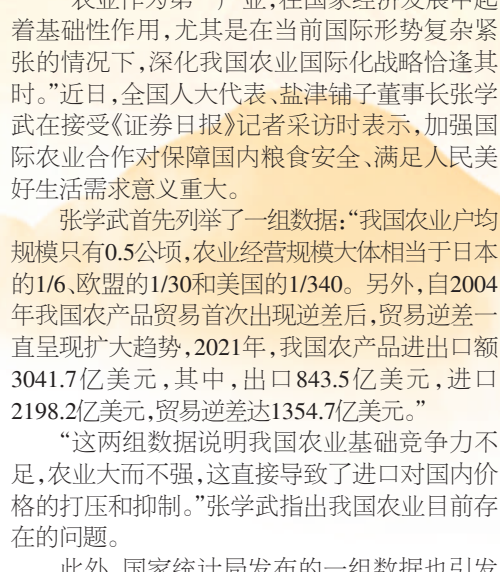 农业作为第一产业,在国家经济发展中起
着基础性作用,尤其是在当前国际形势复杂紧
张的情况下,深化我国农业国际化战略恰逢其
时。”近日,全国人大代表、盐津铺子董事长张学
武在接受《证券日报》记者采访时表示,加强国
际农业合作对保障国内粮食安全、满足人民美
好生活需求意义重大。
张学武首先列举了一组数据:“我国农业户均
规模只有0.5公顷,农业经营规模大体相当于日本
的1/6、欧盟的1/30和美国的1/340。另外,自2004
年我国农产品贸易首次出现逆差后,贸易逆差一
直呈现扩大趋势,2021年,我国农产品进出口额
3041.7亿美元,其中,出口843.5亿美元,进口
2198.2亿美元,贸易逆差达1354.7亿美元。”
“这两组数据说明我国农业基础竞争力不
足,农业大而不强,这直接导致了进口对国内价
格的打压和抑制。”张学武指出我国农业目前存
在的问题。
此外,国家统计局发布的一组数据也引发